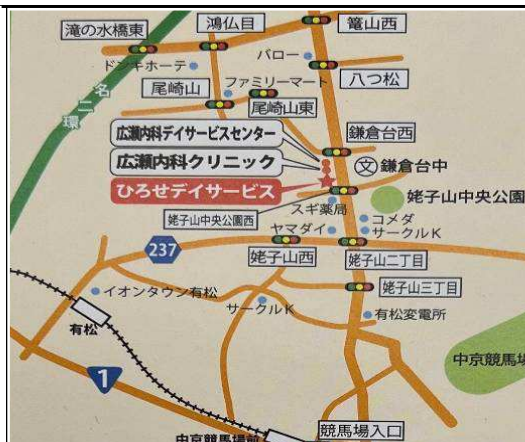 滝の水橋東
鴻仏目
篭山西
ドンキホーテ
バロー
尾崎山
ファミリーマート
八つ松
名二環
尾崎山東
広瀬内科デイサービスセンター
鎌倉台西
広瀬内科クリニック
文
鎌倉台中
ひろせデイサービス
姥子山中央公園
スギ薬局
姥子山中央公園西
コメダ
ヤマダイ
サークルK
237
姥子山西
姥子山二丁目
イオンタウン有松
サークルK
姥子山三丁目
有松
有松変電所
1
中京競馬場
中京競馬場前
競馬場入口